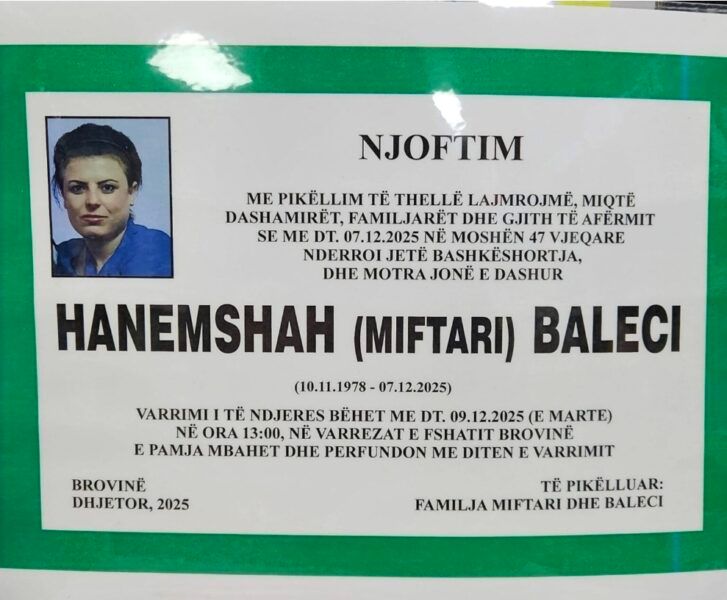 NJOFTIM
ME PIKËLLIM TË THELLË LAJMROJMË, MIQTË
DASHAMIRËT, FAMILJARËT DHE GJITH TË AFËRMIT
SE ME DT. 07.12.2025 NË MOSHËN 47 VJEQARE
NDERROI JETË BASHKËSHORTJA,
DHE MOTRA JONË E DASHUR
HANEMSHAH (MIFTARI) BALECI
(10.11.1978 - 07.12.2025)
VARRIMI I TË NDJERES BËHET ME DT. 09.12.2025 (E MARTE)
NË ORA 13:00, NË VARREZAT E FSHATIT BROVINË
E PAMJA MBAHET DHE PERFUNDON ME DITEN E VARRIMIT
BROVINË
DHJETOR, 2025
TË PIKËLLUAR:
FAMILJA MIFTARI DHE BALECI